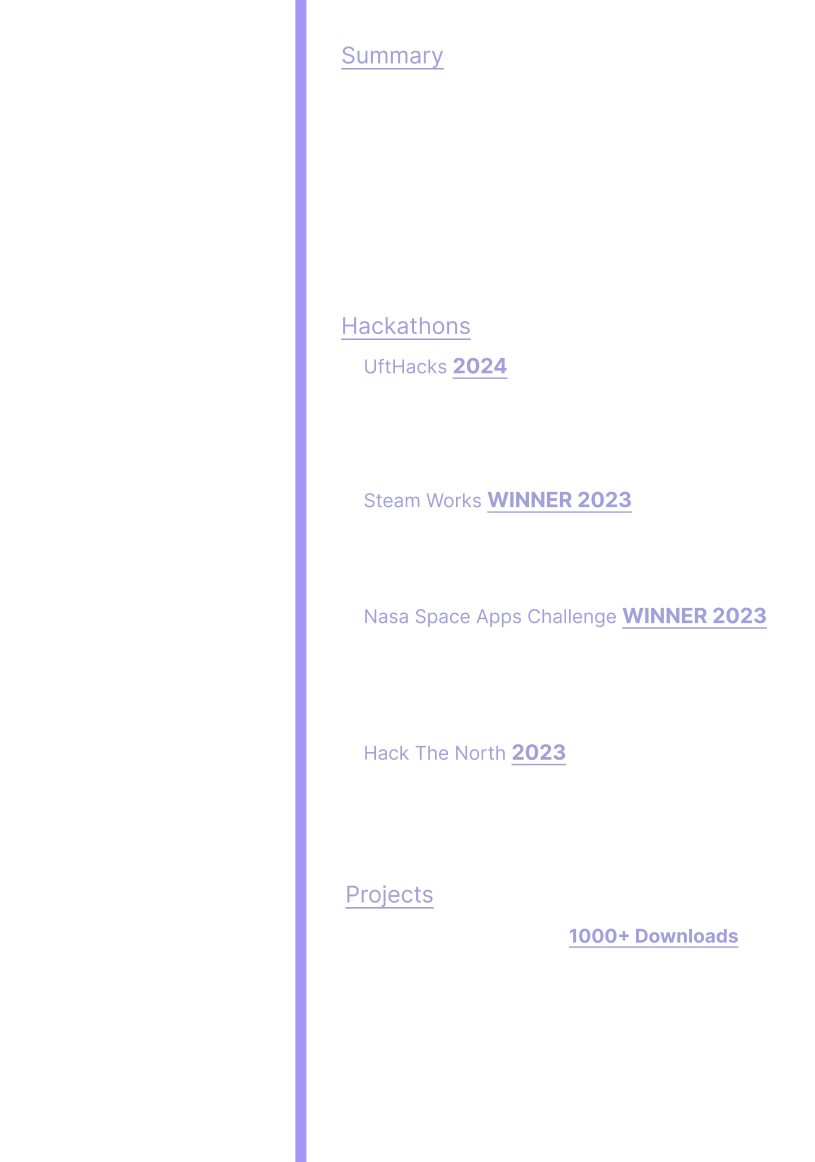 Summary
Hackathons
UftHacks 2024
Steam Works WINNER 2023
Nasa Space Apps Challenge WINNER 2023
Hack The North 2023
Projects
1000+ Downloads